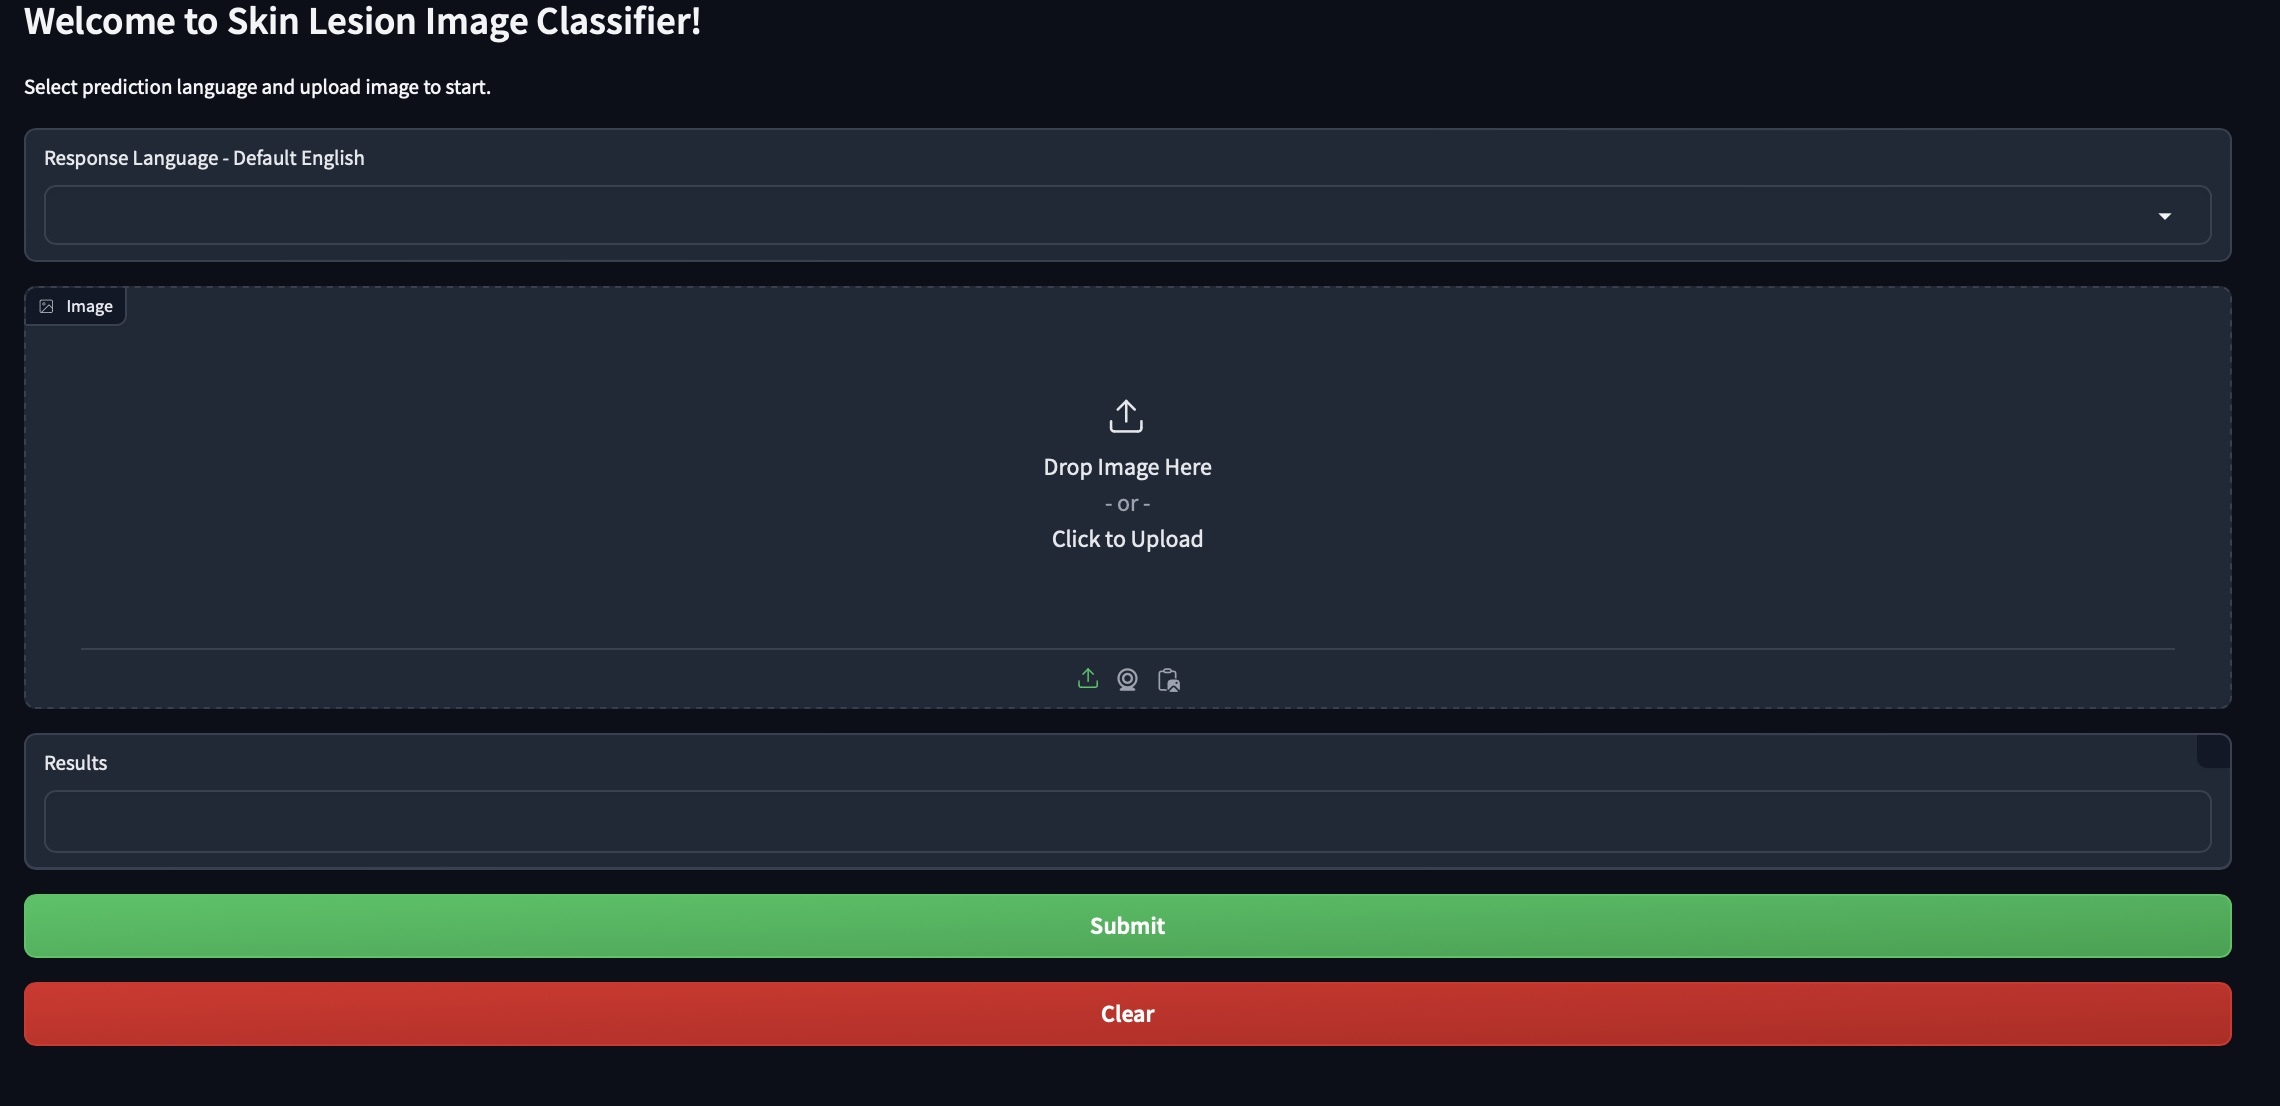 Welcome to Skin Lesion Image Classifier!
Select prediction language and upload image to start.
Response Language - Default English
Image
Drop Image Here
- or -
Click to Upload
Results
Submit
Clear